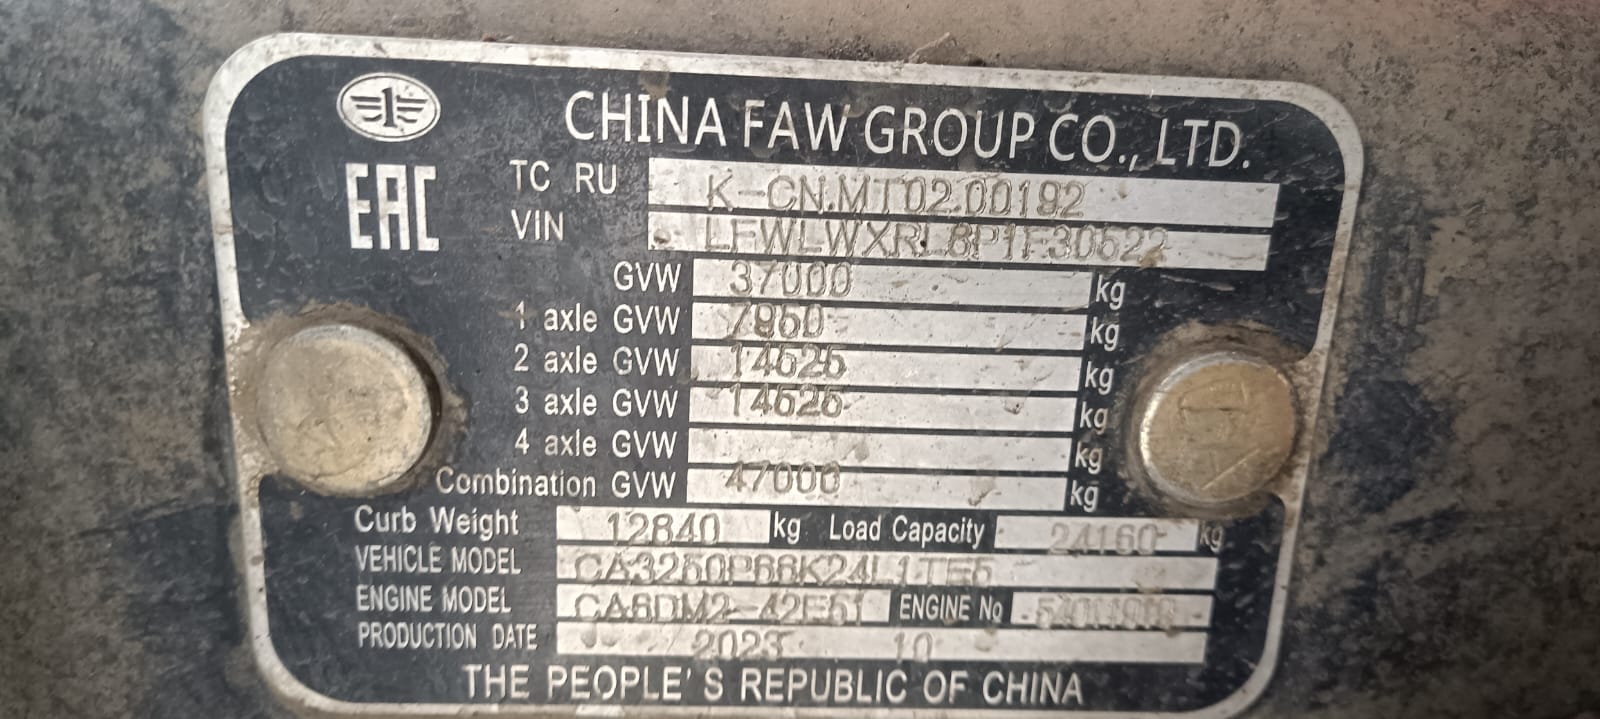 CHINA FAW GROUP CO., LTD.
EAC
TC RU K-CN.MT02.00192
VIN LFWLWXRL8P1F30522
GVW 37000 kg
1 axle GVW 7950 kg
2 axle GVW 14525 kg
3 axle GVW 14525 kg
4 axle GVW kg
Combination GVW 47000 kg
Curb Weight 12840 kg Load Capacity 24160 kg
VEHICLE MODEL CA3250P66K24L1TE5
ENGINE MODEL CA6DM2-42E51 ENGINE No
PRODUCTION DATE 2023 10
THE PEOPLE'S REPUBLIC OF CHINA